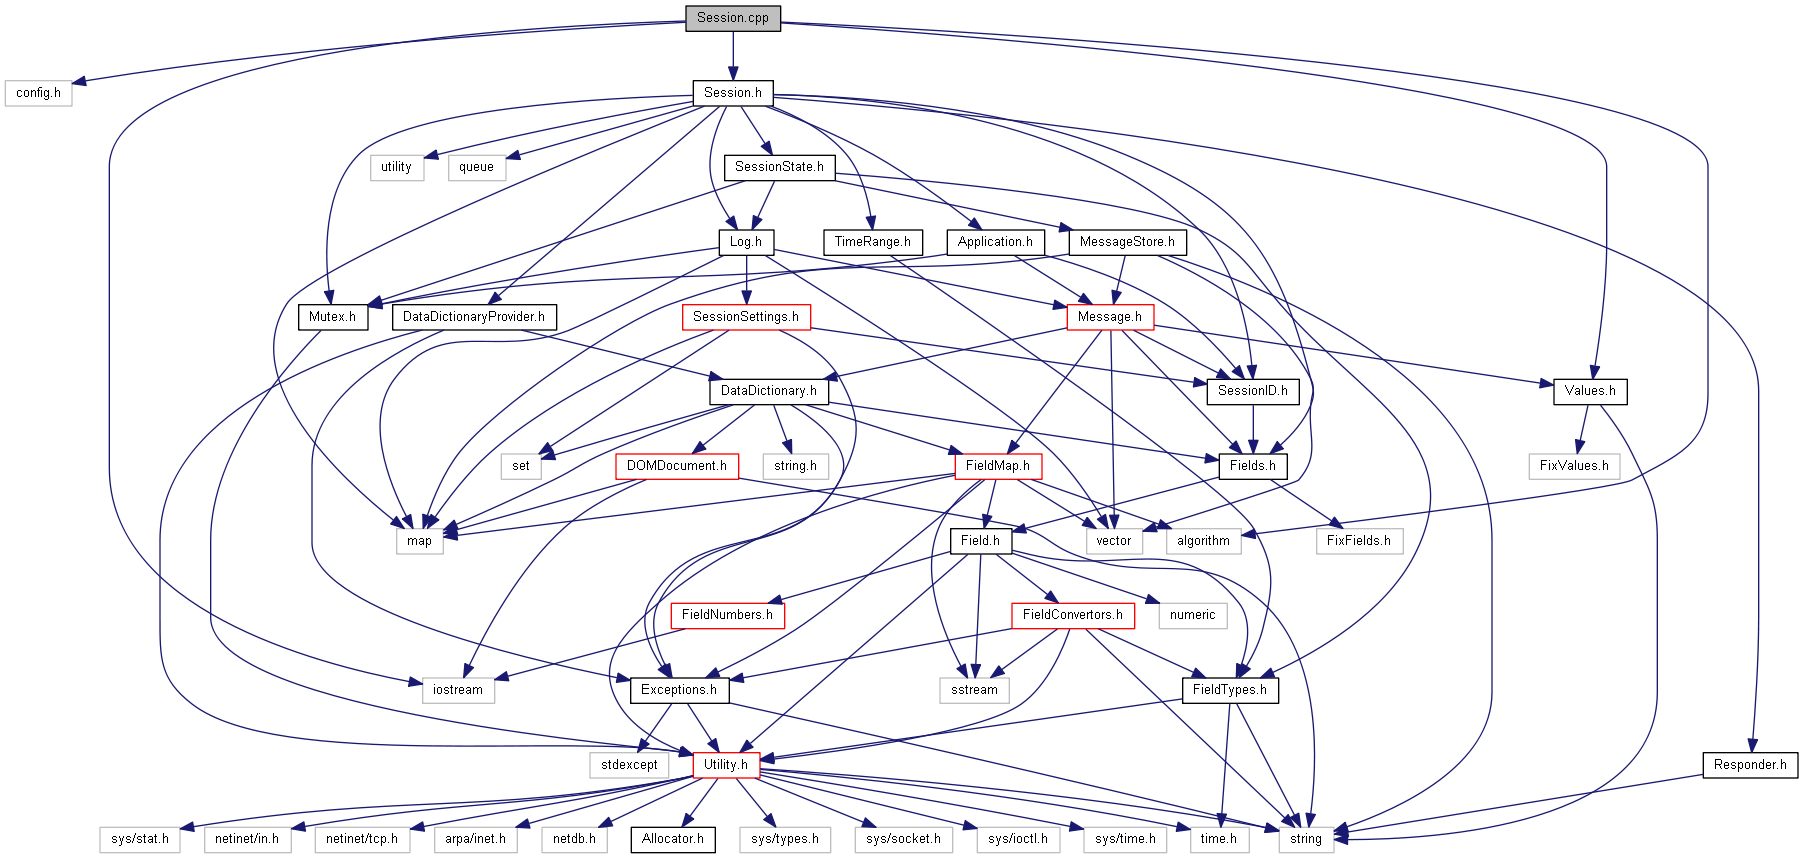 Session.cpp
config.h
Session.h
utility
queue
SessionState.h
Log.h
TimeRange.h
Application.h
MessageStore.h
Mutex.h
DataDictionaryProvider.h
SessionSettings.h
Message.h
DataDictionary.h
SessionID.h
Values.h
set
DOMDocument.h
string.h
FieldMap.h
Fields.h
FixValues.h
map
Field.h
vector
algorithm
FixFields.h
FieldNumbers.h
FieldConvertors.h
numeric
iostream
Exceptions.h
sstream
FieldTypes.h
stdexcept
Utility.h
Responder.h
sys/stat.h
netinet/in.h
netinet/tcp.h
arpa/inet.h
netdb.h
Allocator.h
sys/types.h
sys/socket.h
sys/ioctl.h
sys/time.h
time.h
string